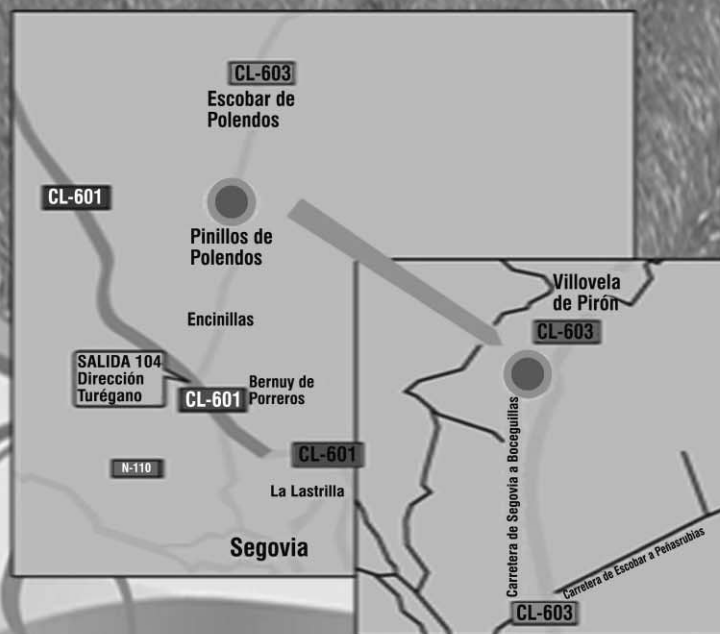 CL-603
Escobar de
Polendos
CL-601
Pinillos de
Polendos
Encinillas
SALIDA 104
Dirección
Turégano
CL-601
Bernuy de
Porreros
N-110
CL-601
La Lastrilla
Segovia
Villovela
de Pirón
CL-603
Carretera de Segovia a Boceguillas
Carretera de Escobar a Peñasrubias
CL-603